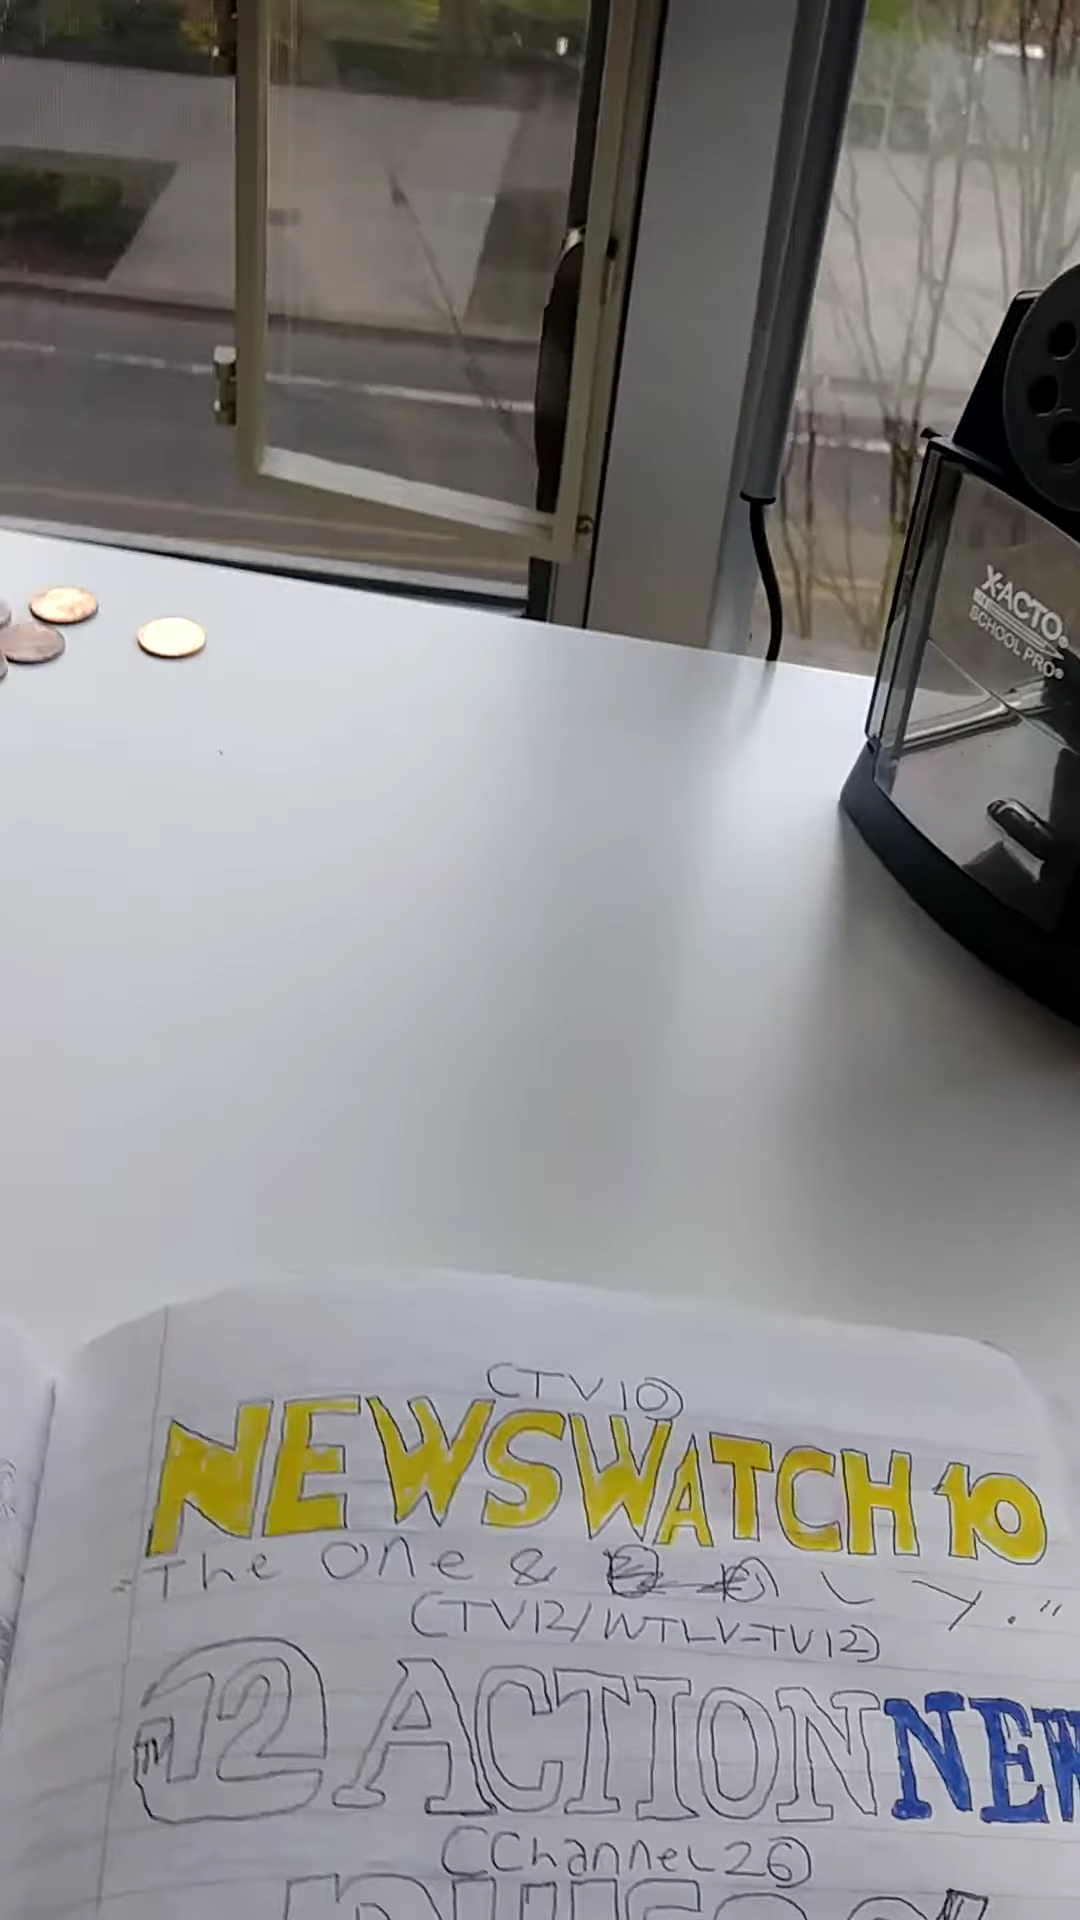 X-ACTO®
SCHOOL PRO®
(TV10)
NEWSWATCH 10
"The One & Only."
(TV12/WTLV-TV12)
12 ACTION NEW
(Channel 26)